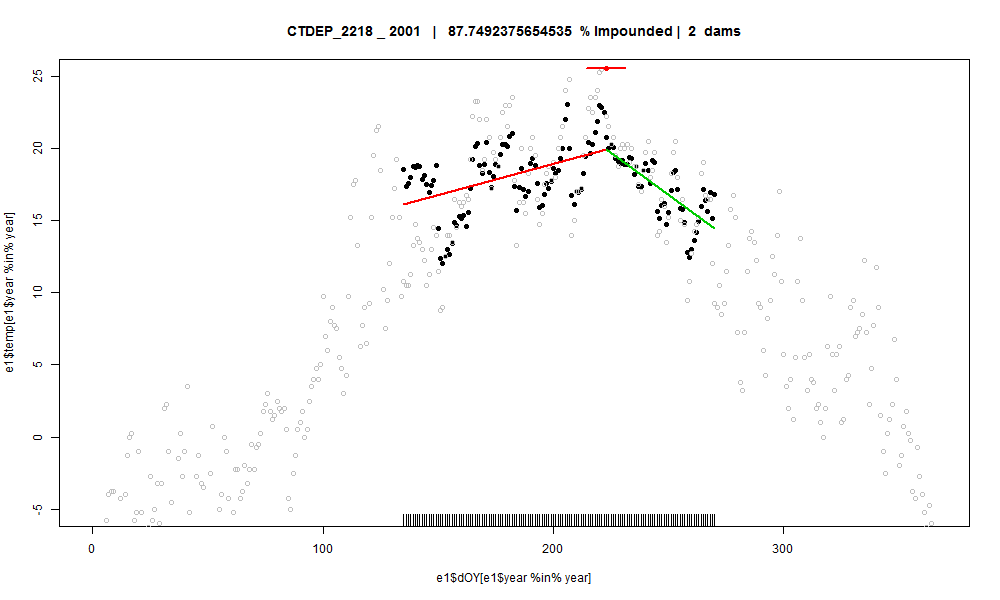 CTDEP_2218 _ 2001 | 87.7492375654535 % Impounded | 2 dams
e1$temp[e1$year %in% year]
25
20
15
10
5
0
-5
0 100 200 300
e1$dOY[e1$year %in% year]